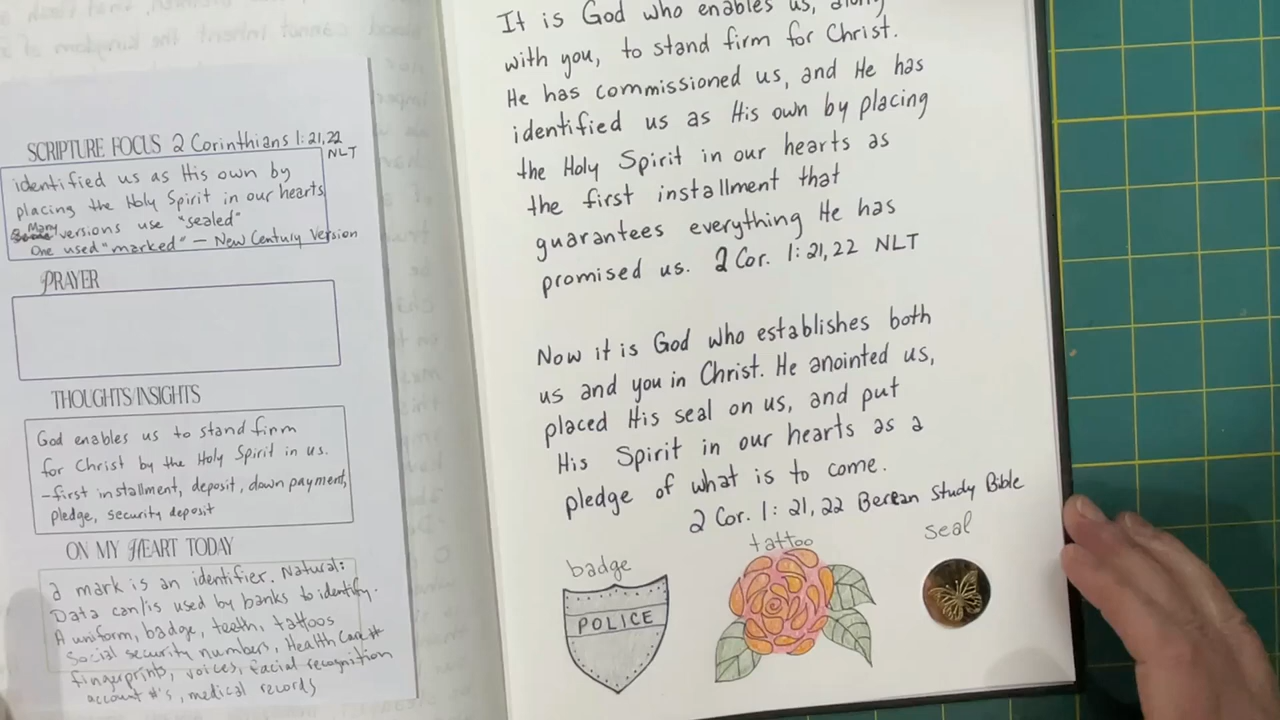 SCRIPTURE FOCUS 2 Corinthians 1:21,22
NLT
identified us as His own by
placing the Holy Spirit in our hearts
Many versions use "sealed"
One used "marked" – New Century Version
PRAYER
THOUGHTS/INSIGHTS
God enables us to stand firm
for Christ by the Holy Spirit in us.
-first installment, deposit, down payment,
pledge, security deposit
ON MY HEART TODAY
a mark is an identifier. Natural:
Data can/is used by banks to identify.
A uniform, badge, teeth, tattoos
Social security numbers, Health Card #
fingerprints, voices, facial recognition
account #'s, medical records
It is God who enables us, along
with you, to stand firm for Christ.
He has commissioned us, and He has
identified us as His own by placing
the Holy Spirit in our hearts as
the first installment that
guarantees everything He has
promised us. 2 Cor. 1:21,22 NLT
Now it is God who establishes both
us and you in Christ. He anointed us,
placed His seal on us, and put
His Spirit in our hearts as a
pledge of what is to come.
2 Cor. 1:21,22 Berean Study Bible
badge
tattoo
seal
POLICE